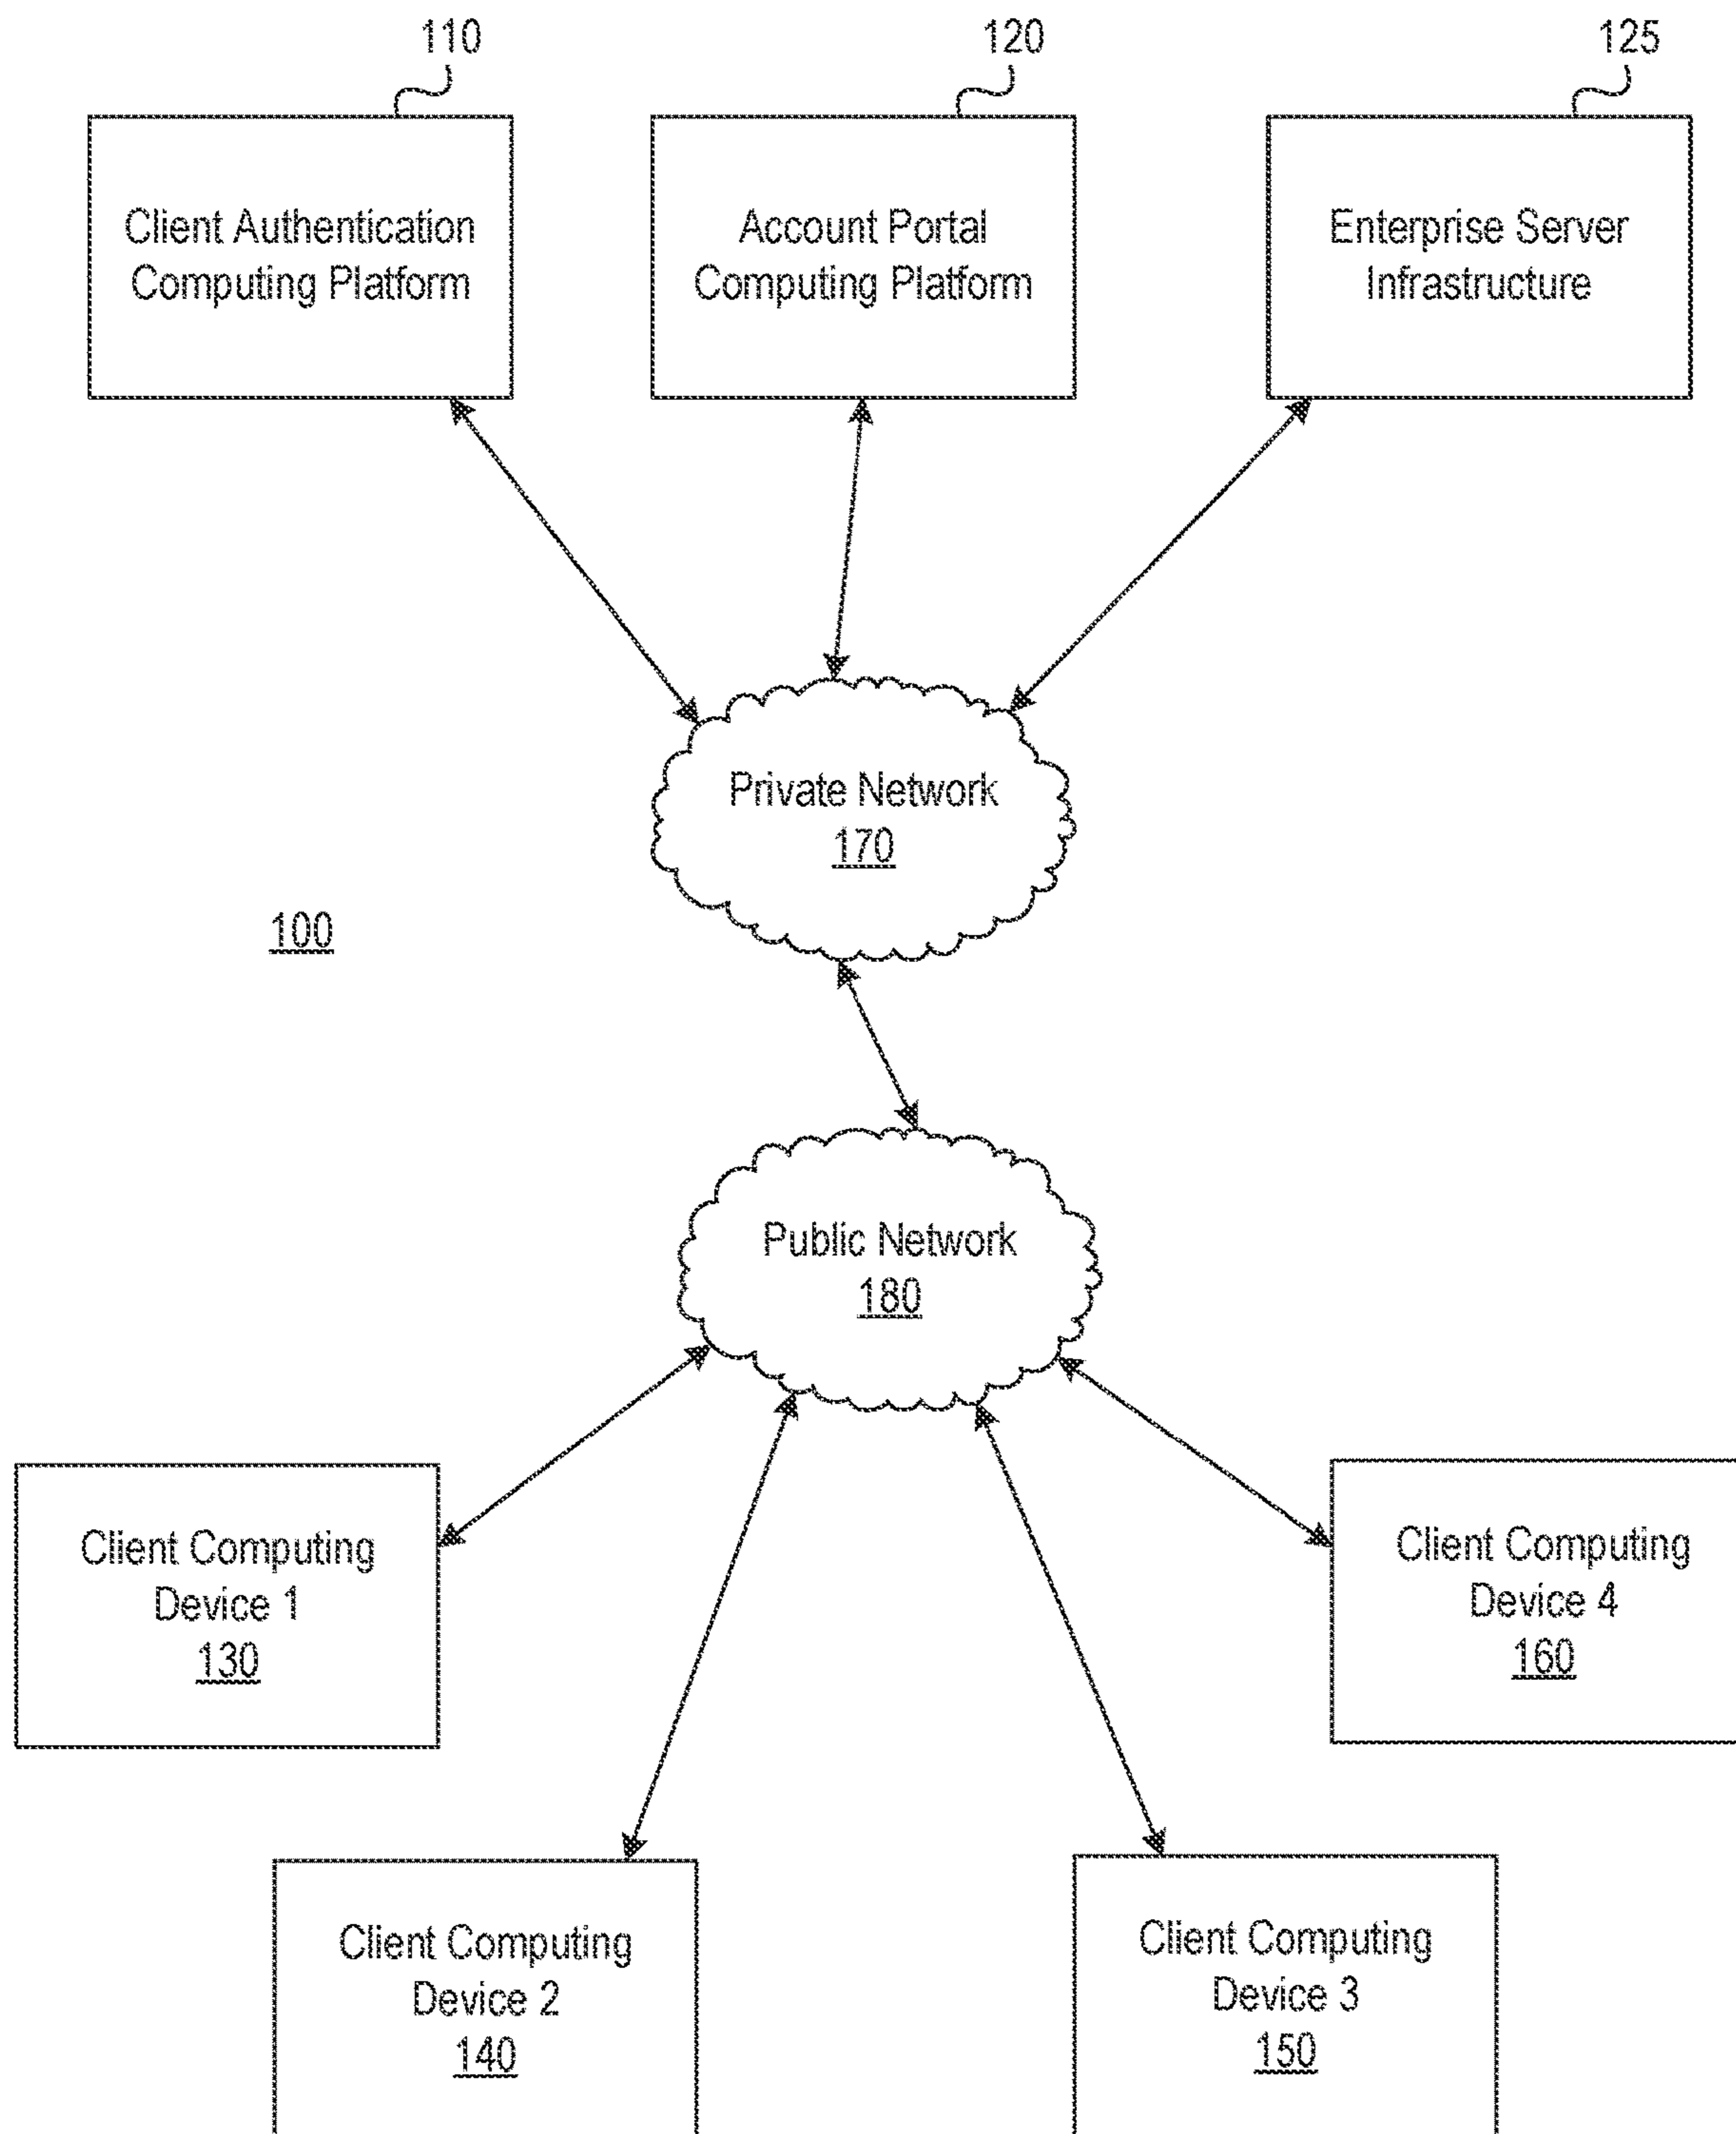 110
120
125
Client Authentication
Computing Platform
Account Portal
Computing Platform
Enterprise Server
Infrastructure
Private Network
170
100
Public Network
180
Client Computing
Device 1
130
Client Computing
Device 4
160
Client Computing
Device 2
140
Client Computing
Device 3
150